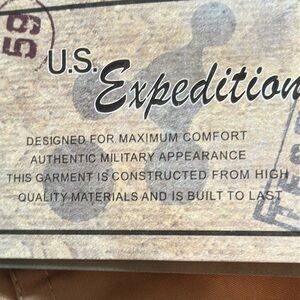 59
U.S. Expedition
DESIGNED FOR MAXIMUM COMFORT
AUTHENTIC MILITARY APPEARANCE
THIS GARMENT IS CONSTRUCTED FROM HIGH
QUALITY MATERIALS AND IS BUILT TO LAST